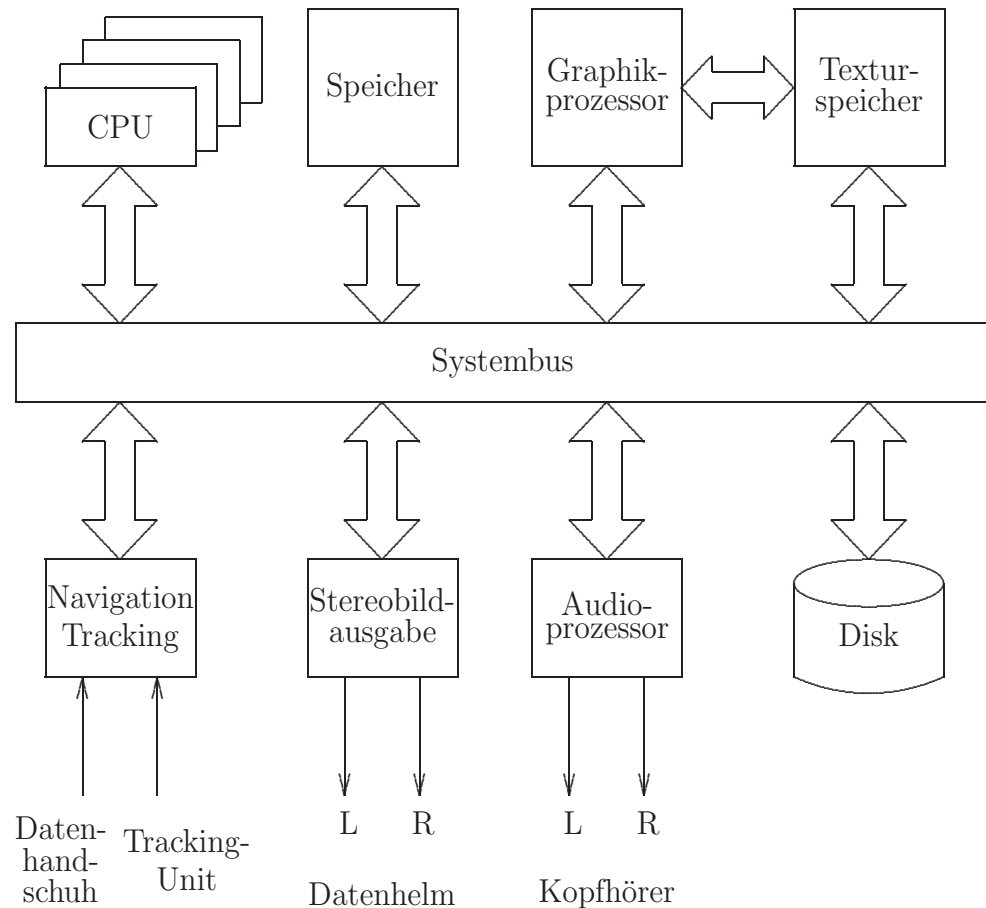 CPU
Speicher
Graphik-
prozessor
Textur-
speicher
Systembus
Navigation
Tracking
Stereobild-
ausgabe
Audio-
prozessor
Disk
Daten-
hand-
schuh
Tracking-
Unit
L
R
Datenhelm
L
R
Kopfhörer